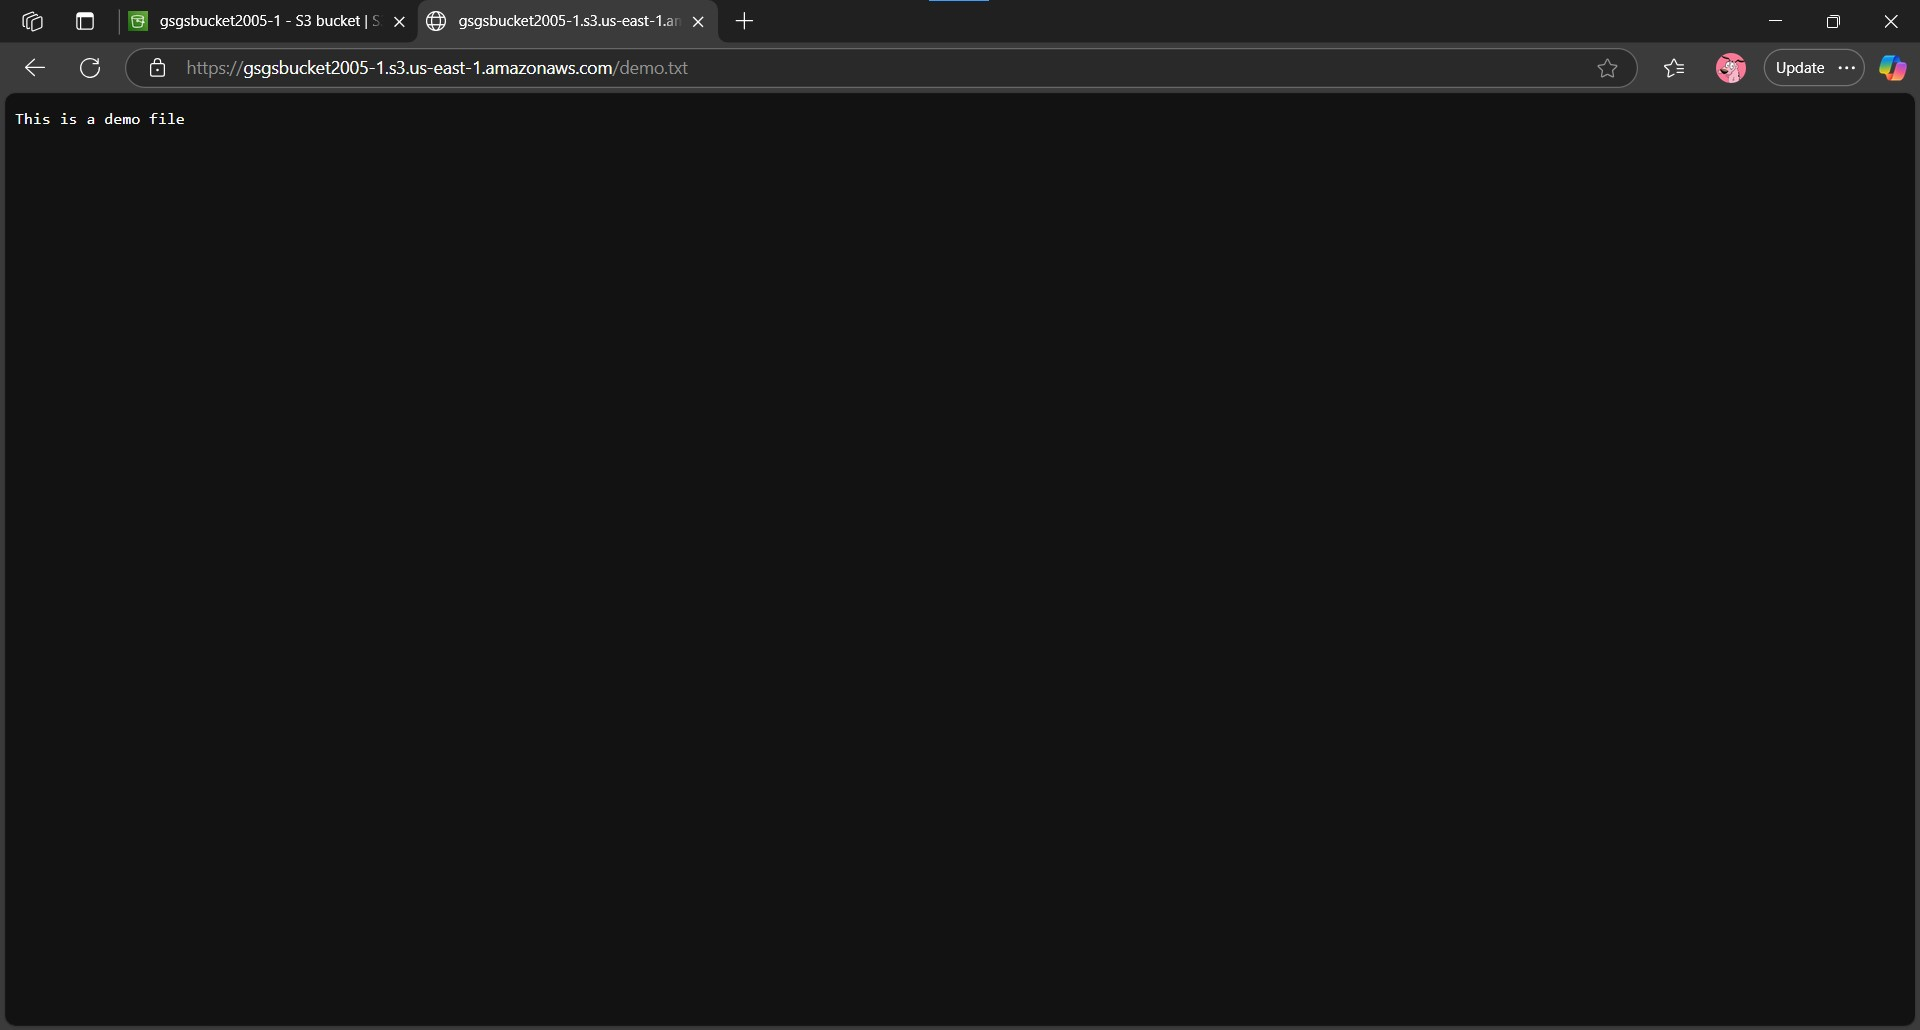 gsgsbucket2005-1 - S3 bucket | S
gsgsbucket2005-1.s3.us-east-1.am
https://gsgsbucket2005-1.s3.us-east-1.amazonaws.com/demo.txt
Update
This is a demo file